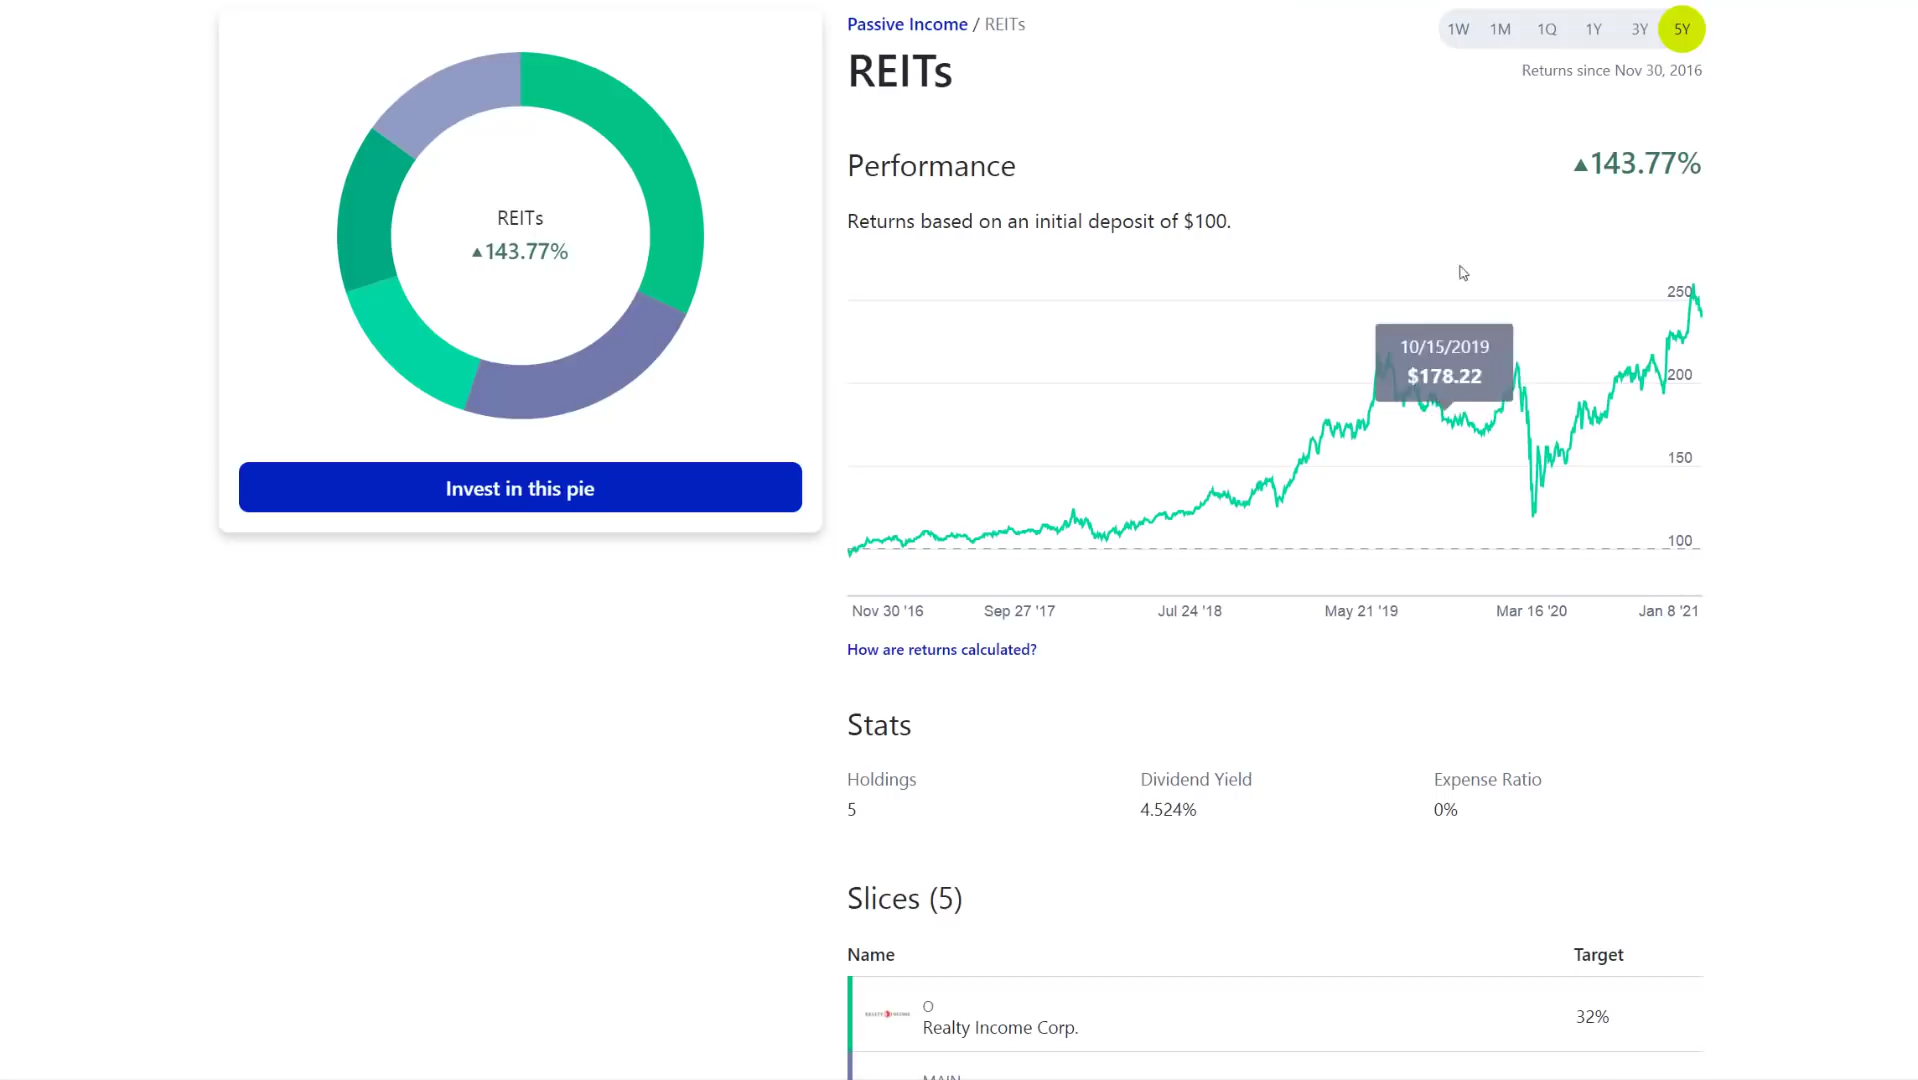 Passive Income / REITs
1W 1M 1Q 1Y 3Y 5Y
REITs
Returns since Nov 30, 2016
Performance
▲143.77%
Returns based on an initial deposit of $100.
REITs
▲143.77%
Invest in this pie
250
10/15/2019
$178.22
200
150
100
Nov 30 '16 Sep 27 '17 Jul 24 '18 May 21 '19 Mar 16 '20 Jan 8 '21
How are returns calculated?
Stats
Holdings Dividend Yield Expense Ratio
5 4.524% 0%
Slices (5)
Name Target
REALTY INCOME
O
Realty Income Corp.
32%
MAIN